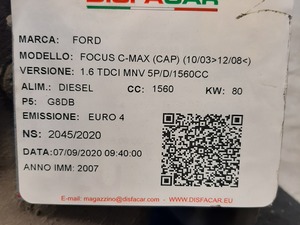 DISFACAR
MARCA: FORD
MODELLO: FOCUS C-MAX (CAP) (10/03>12/08<)
VERSIONE: 1.6 TDCI MNV 5P/D/1560CC
ALIM.: DIESEL CC: 1560 KW: 80
P5: G8DB
EMISSIONE: EURO 4
NS: 2045/2020
DATA:07/09/2020 09:40:00
ANNO IMM: 2007
E-mail: magazzino@disfacar.eu WWW.DISFACAR.EU